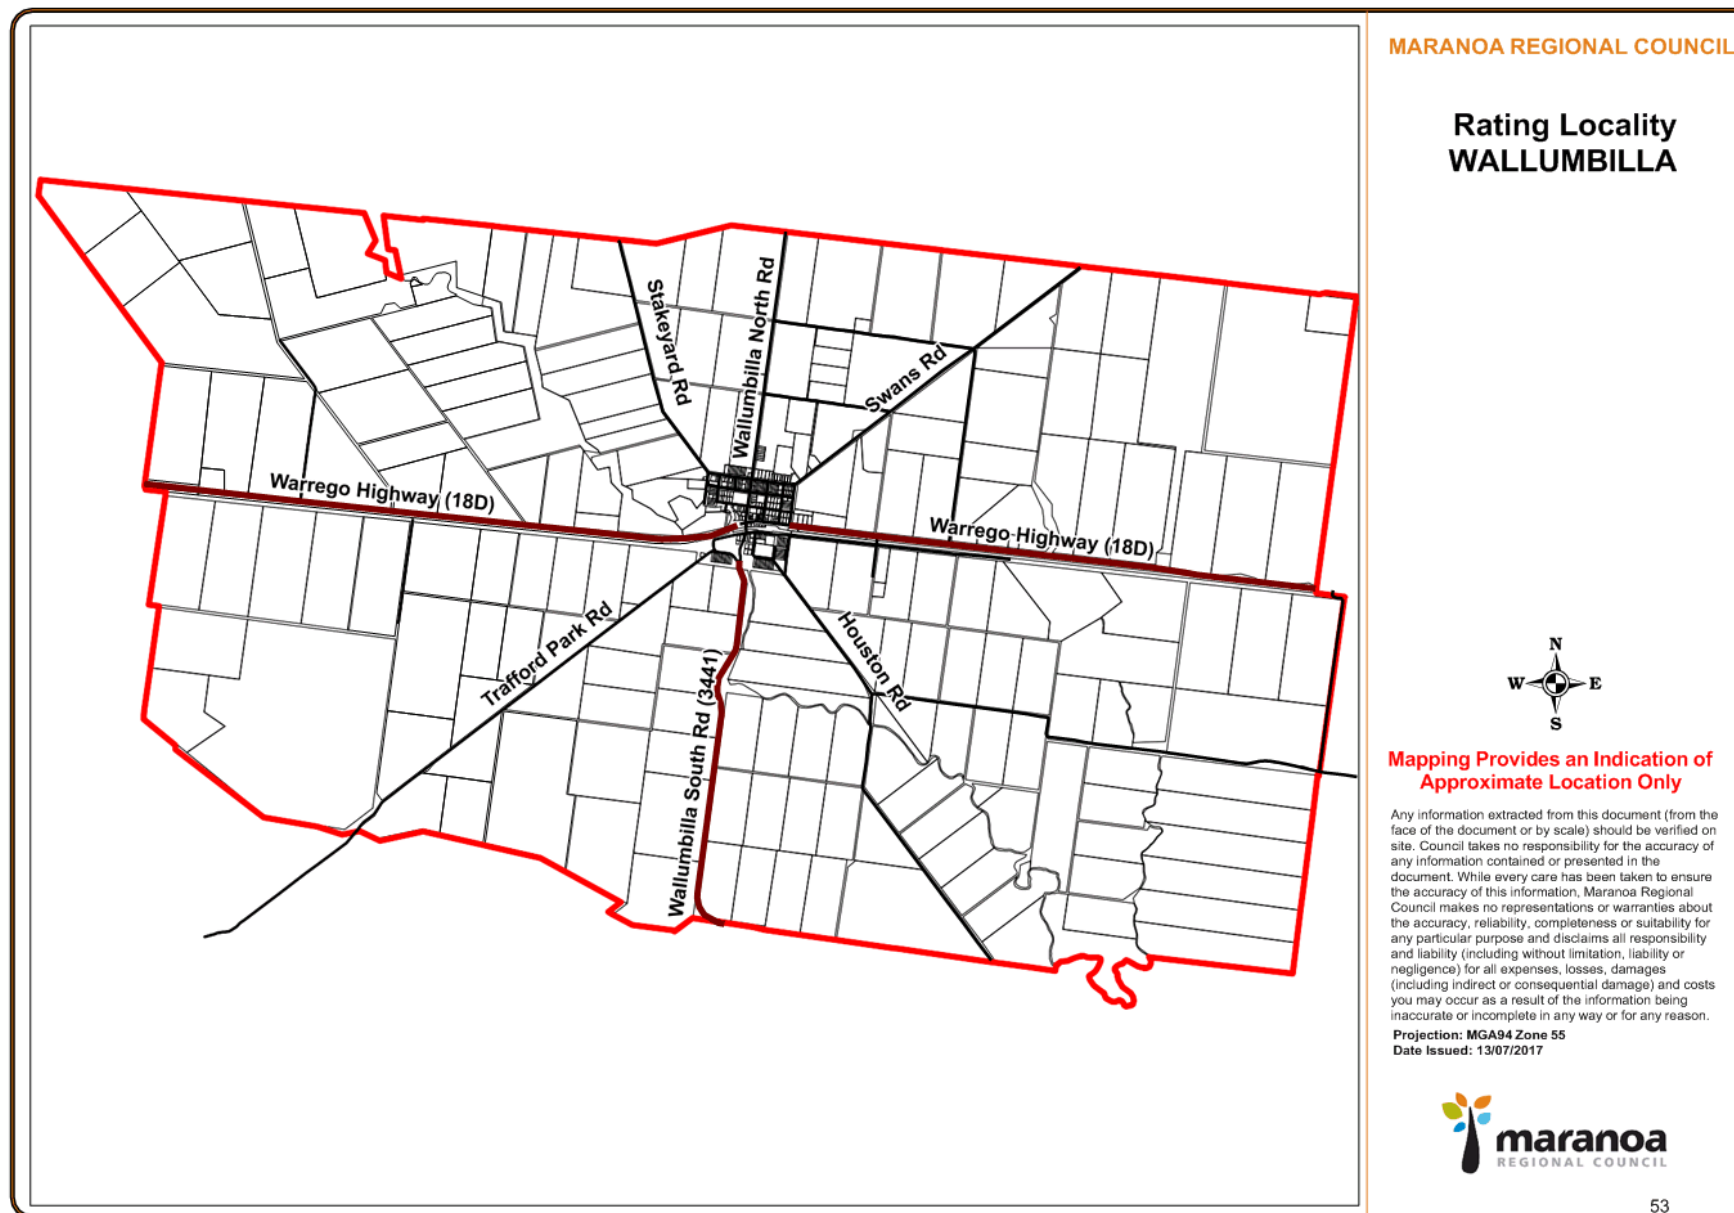 MARANOA REGIONAL COUNCIL
Rating Locality
WALLUMBILLA
Stakeyard Rd
Wallumbilla North Rd
Swans Rd
Warrego Highway (18D)
Warrego Highway (18D)
Trafford Park Rd
Houston Rd
Wallumbilla South Rd (3441)
N
W E
S
Mapping Provides an Indication of
Approximate Location Only
Any information extracted from this document (from the
face of the document or by scale) should be verified on
site. Council takes no responsibility for the accuracy of
any information contained or presented in the
document. While every care has been taken to ensure
the accuracy of this information, Maranoa Regional
Council makes no representations or warranties about
the accuracy, reliability, completeness or suitability for
any particular purpose and disclaims all responsibility
and liability (including without limitation, liability or
negligence) for all expenses, losses, damages
(including indirect or consequential damage) and costs
you may occur as a result of the information being
inaccurate or incomplete in any way or for any reason.
Projection: MGA94 Zone 55
Date Issued: 13/07/2017
maranoa
REGIONAL COUNCIL
53